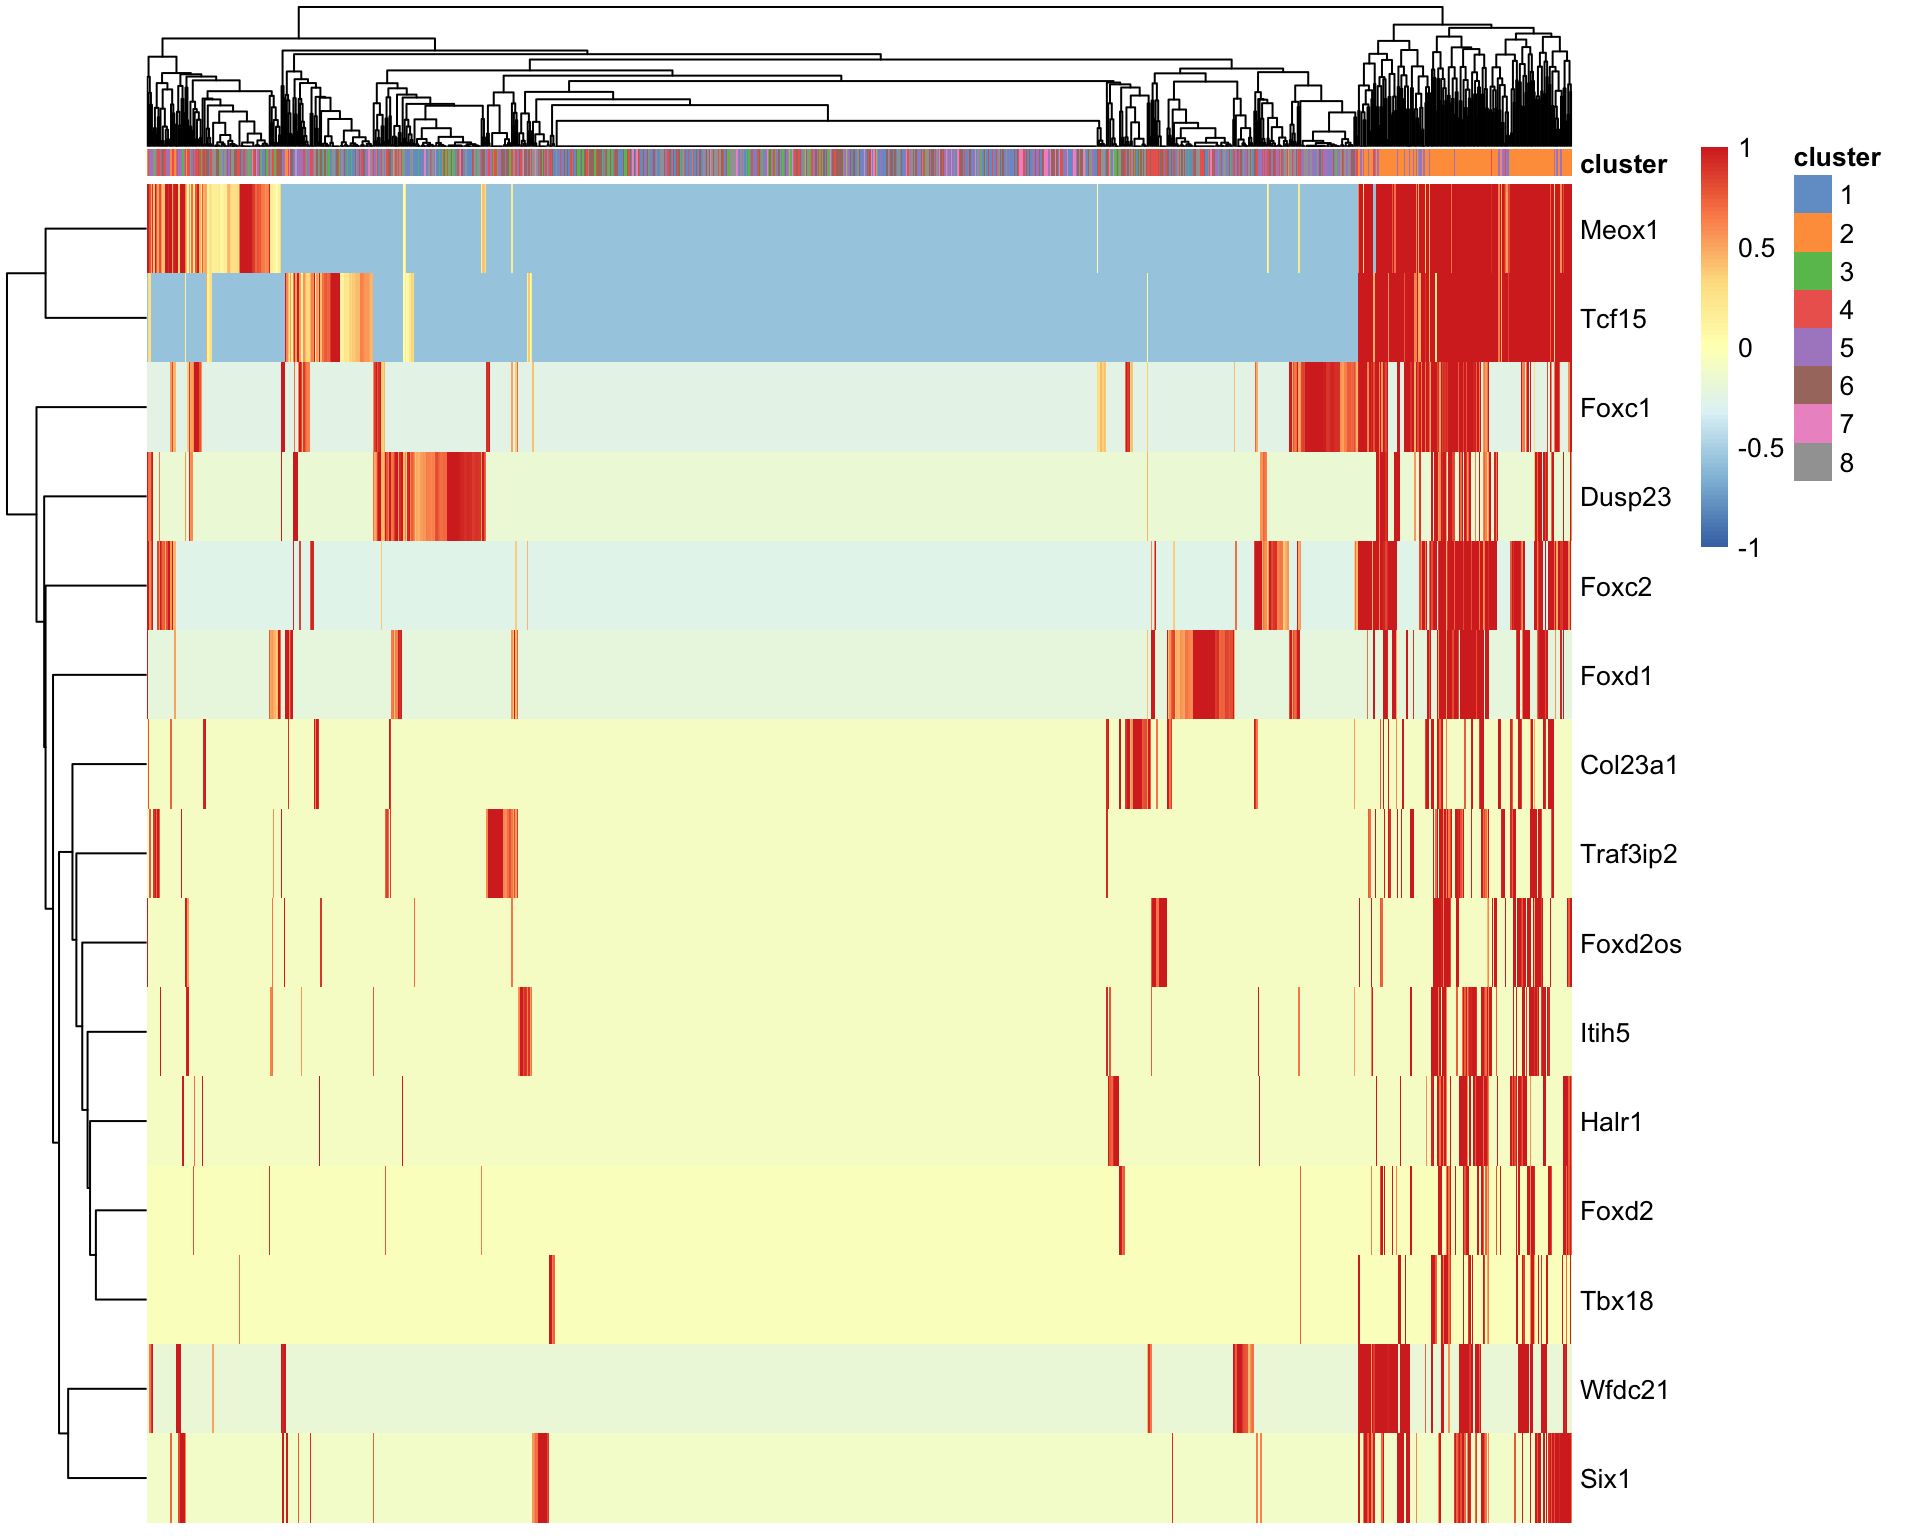 cluster
Meox1
Tcf15
Foxc1
Dusp23
Foxc2
Foxd1
Col23a1
Traf3ip2
Foxd2os
Itih5
Halr1
Foxd2
Tbx18
Wfdc21
Six1
1
0.5
0
-0.5
-1
cluster
1
2
3
4
5
6
7
8